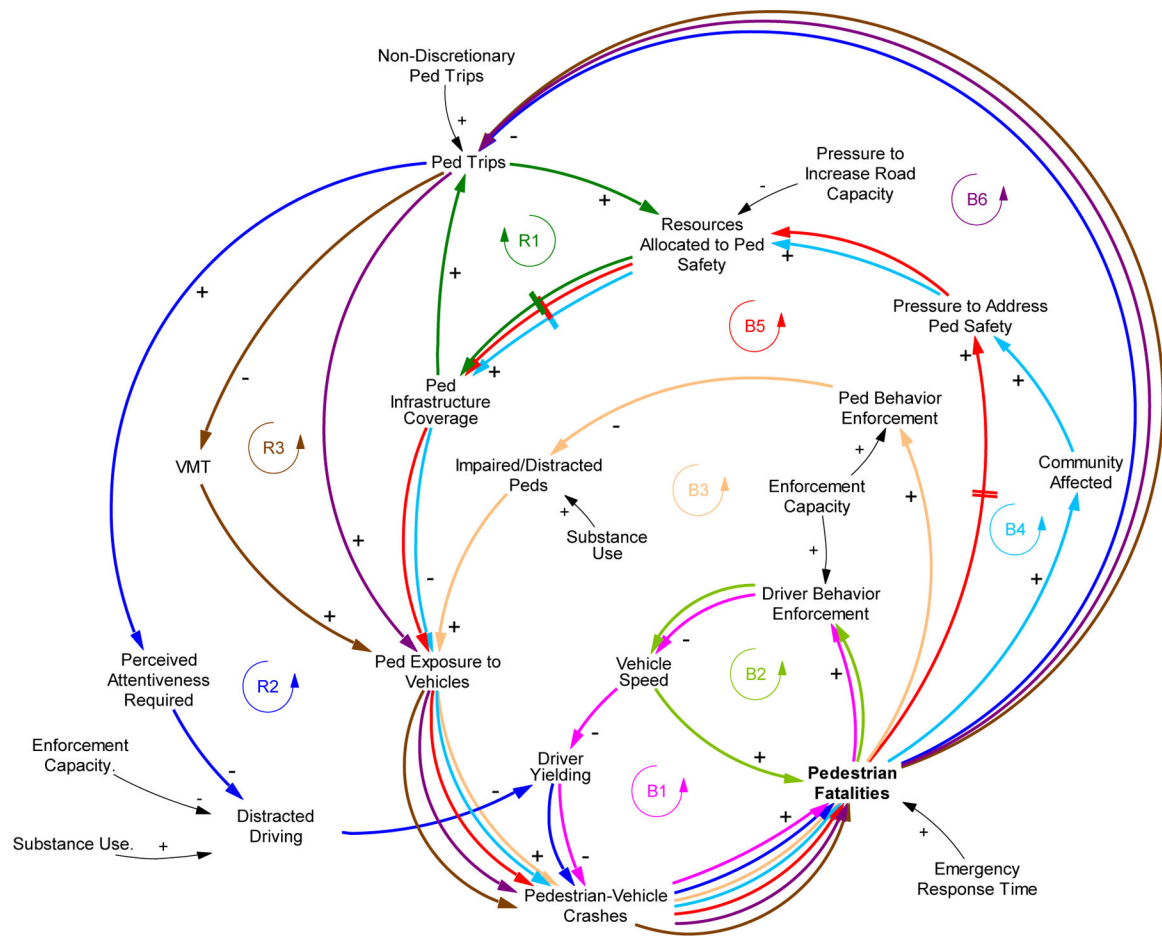 Non-Discretionary
Ped Trips
+
-
Ped Trips
Pressure to
Increase Road
Capacity
-
+
B6
Resources
Allocated to Ped
Safety
R1
+
+
+
Pressure to Address
Ped Safety
B5
+
+
+
-
Ped
Infrastructure
Coverage
Ped Behavior
Enforcement
-
R3
VMT
Impaired/Distracted
Peds
+
B3
Enforcement
Capacity
Community
Affected
+
+
Substance
Use
B4
+
+
+
-
+
+
Driver Behavior
Enforcement
-
Ped Exposure to
Vehicles
Vehicle
Speed
B2
+
Perceived
Attentiveness
Required
R2
-
+
Enforcement
Capacity.
-
-
Driver
Yielding
B1
Pedestrian
Fatalities
-
Distracted
Driving
+
+
Substance Use.
+
+
-
Emergency
Response Time
Pedestrian-Vehicle
Crashes